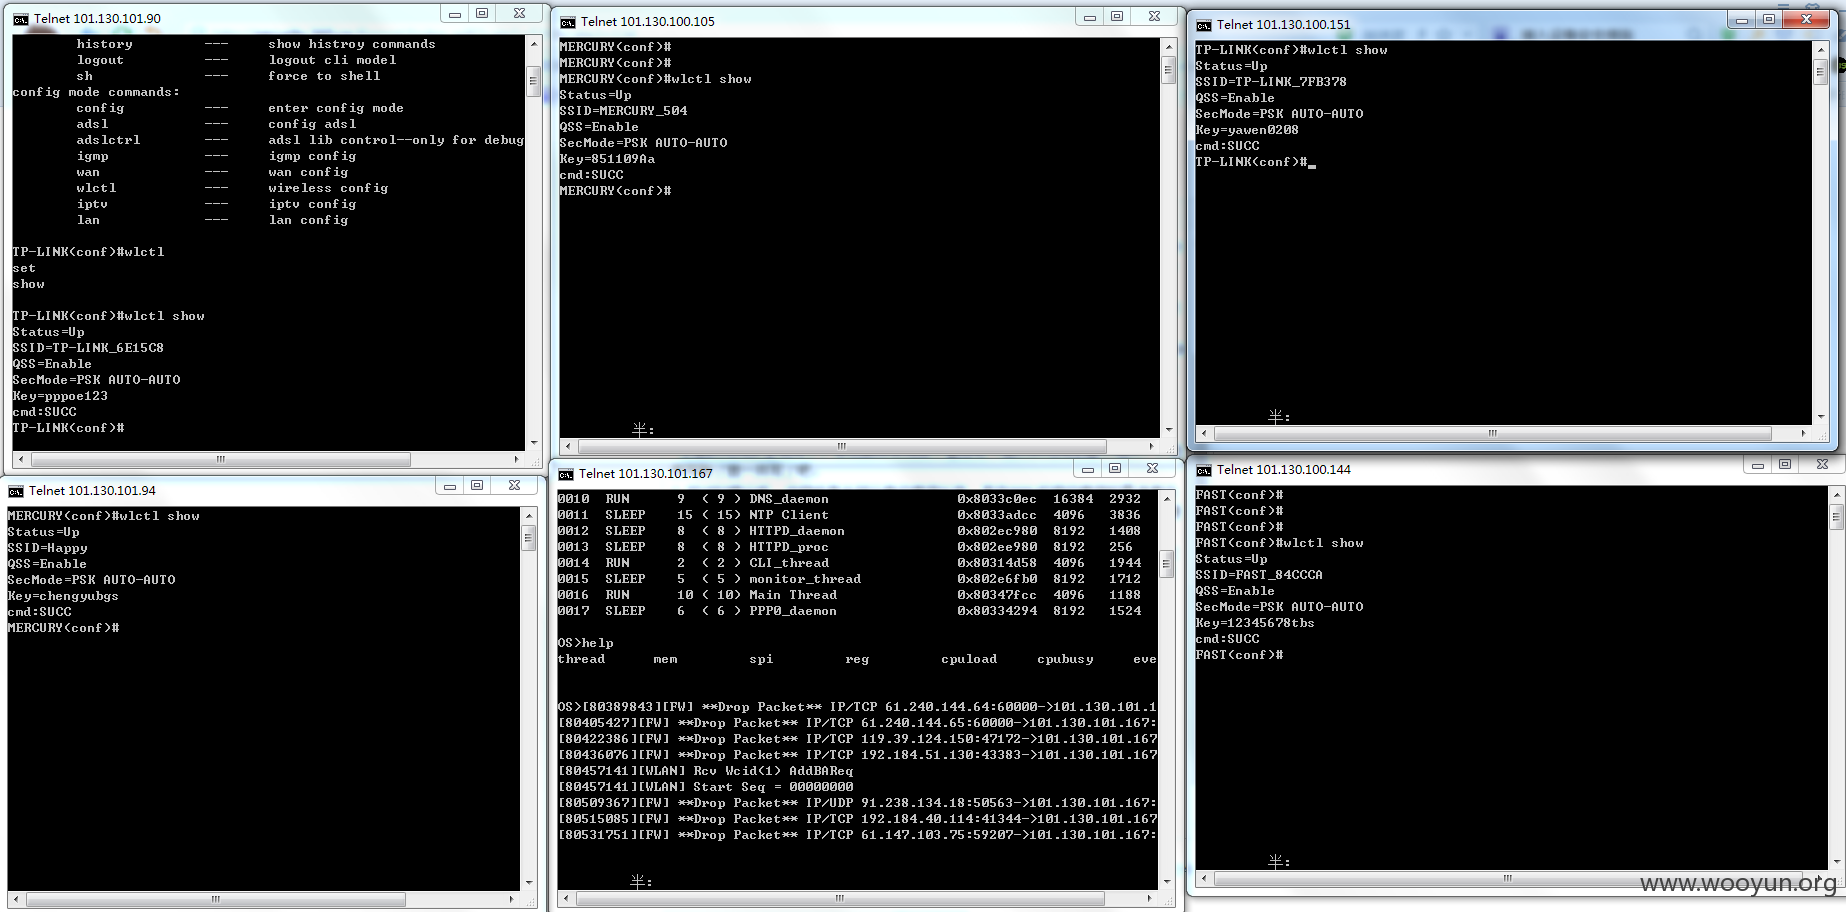 Telnet 101.130.101.90
history --- show histroy commands
logout --- logout cli model
sh --- force to shell
config mode commands:
config --- enter config mode
adsl --- config adsl
adslctrl --- adsl lib control--only for debug
igmp --- igmp config
wan --- wan config
wlctl --- wireless config
iptv --- iptv config
lan --- lan config
TP-LINK(conf)#wlctl
set
show
TP-LINK(conf)#wlctl show
Status=Up
SSID=TP-LINK_6E15C8
QSS=Enable
SecMode=PSK AUTO-AUTO
Key=pppoe123
cmd:SUCC
TP-LINK(conf)#
Telnet 101.130.100.105
MERCURY(conf)#
MERCURY(conf)#
MERCURY(conf)#wlctl show
Status=Up
SSID=MERCURY_504
QSS=Enable
SecMode=PSK AUTO-AUTO
Key=851109Aa
cmd:SUCC
MERCURY(conf)#
半:
Telnet 101.130.100.151
TP-LINK(conf)#wlctl show
Status=Up
SSID=TP-LINK_7FB378
QSS=Enable
SecMode=PSK AUTO-AUTO
Key=yawen0208
cmd:SUCC
TP-LINK(conf)#_
半:
Telnet 101.130.101.94
MERCURY(conf)#wlctl show
Status=Up
SSID=Happy
QSS=Enable
SecMode=PSK AUTO-AUTO
Key=chengyubgs
cmd:SUCC
MERCURY(conf)#
Telnet 101.130.101.167
0010 RUN 9 ( 9 ) DNS_daemon 0x8033c0ec 16384 2932
0011 SLEEP 15 ( 15) NTP Client 0x8033adcc 4096 3836
0012 SLEEP 8 ( 8 ) HTTPD_daemon 0x802ec980 8192 1408
0013 SLEEP 8 ( 8 ) HTTPD_proc 0x802ee980 8192 256
0014 RUN 2 ( 2 ) CLI_thread 0x80314d58 4096 1944
0015 SLEEP 5 ( 5 ) monitor_thread 0x802e6fb0 8192 1712
0016 RUN 10 ( 10) Main Thread 0x80347fcc 4096 1188
0017 SLEEP 6 ( 6 ) PPP0_daemon 0x80334294 8192 1524
OS>help
thread mem spi reg cpuload cpubusy eve
OS>[80389843][FW] **Drop Packet** IP/TCP 61.240.144.64:60000->101.130.101.1
[80405427][FW] **Drop Packet** IP/TCP 61.240.144.65:60000->101.130.101.167:
[80422386][FW] **Drop Packet** IP/TCP 119.39.124.150:47172->101.130.101.167
[80436076][FW] **Drop Packet** IP/TCP 192.184.51.130:43383->101.130.101.167
[80457141][WLAN] Rcv Wcid(1) AddBAReq
[80457141][WLAN] Start Seq = 00000000
[80509367][FW] **Drop Packet** IP/UDP 91.238.134.18:50563->101.130.101.167:
[80515085][FW] **Drop Packet** IP/TCP 192.184.40.114:41344->101.130.101.167
[80531751][FW] **Drop Packet** IP/TCP 61.147.103.75:59207->101.130.101.167:
半:
Telnet 101.130.100.144
FAST(conf)#
FAST(conf)#
FAST(conf)#
FAST(conf)#wlctl show
Status=Up
SSID=FAST_84CCCA
QSS=Enable
SecMode=PSK AUTO-AUTO
Key=12345678tbs
cmd:SUCC
FAST(conf)#
半:
www.wooyun.org